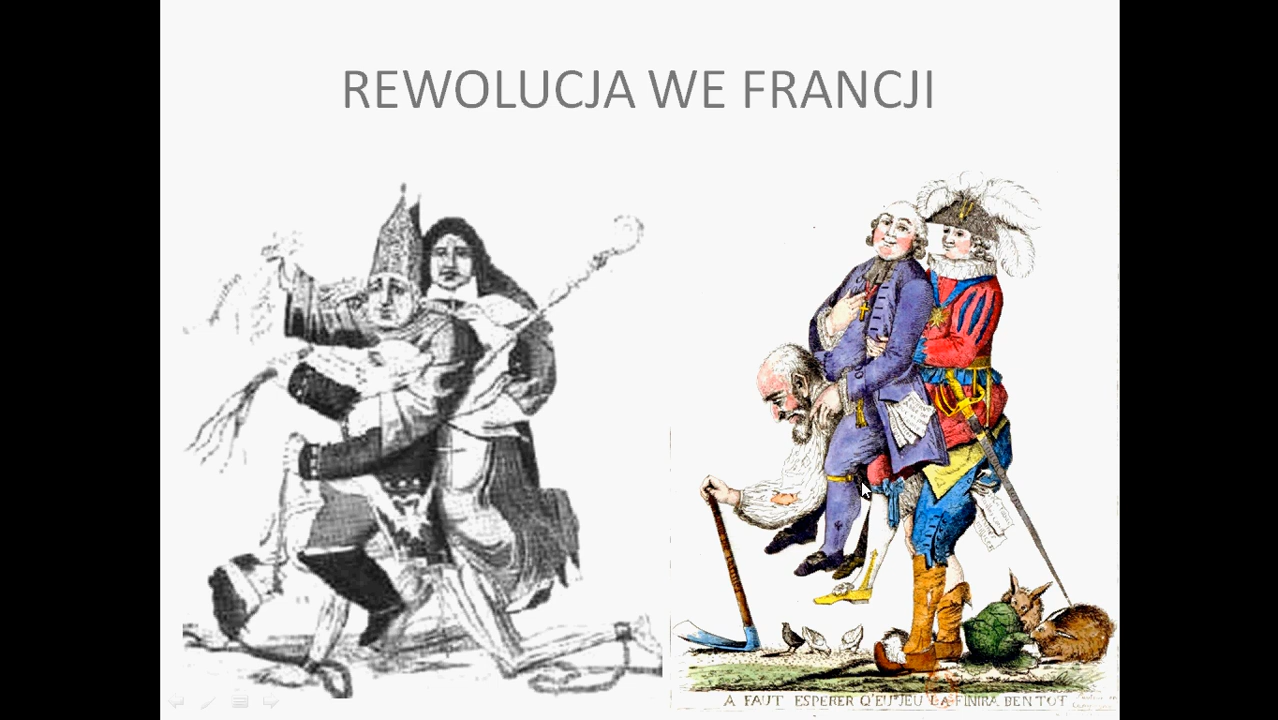 REWOLUCJA WE FRANCJI
A FAUT ESPERER Q'EU'JEU LA FINIRA BEN TOT